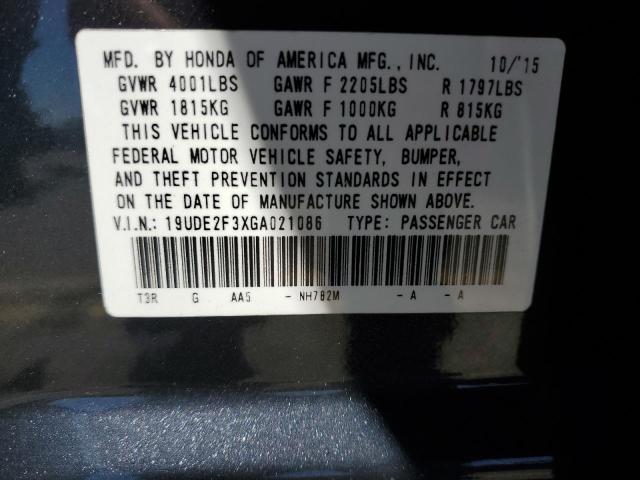 MFD. BY HONDA OF AMERICA MFG., INC. 10/'15
GVWR 4001LBS GAWR F 2205LBS R 1797LBS
GVWR 1815KG GAWR F 1000KG R 815KG
THIS VEHICLE CONFORMS TO ALL APPLICABLE
FEDERAL MOTOR VEHICLE SAFETY, BUMPER,
AND THEFT PREVENTION STANDARDS IN EFFECT
ON THE DATE OF MANUFACTURE SHOWN ABOVE.
V.I.N.: 19UDE2F3XGA021086 TYPE: PASSENGER CAR
T3R G AA5 - NH782M - A - A